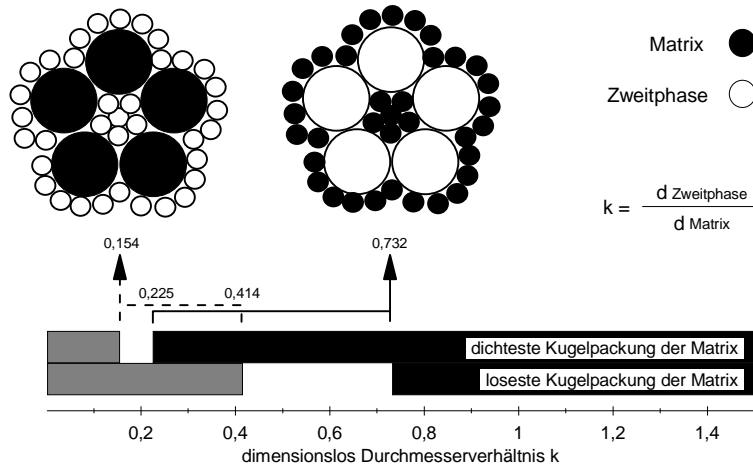 Matrix
Zweitphase
k = d Zweitphase
d Matrix
0,154
0,732
0,225
0,414
dichteste Kugelpackung der Matrix
loseste Kugelpackung der Matrix
0,2 0,4 0,6 0,8 1 1,2 1,4
dimensionslos Durchmesserverhältnis k